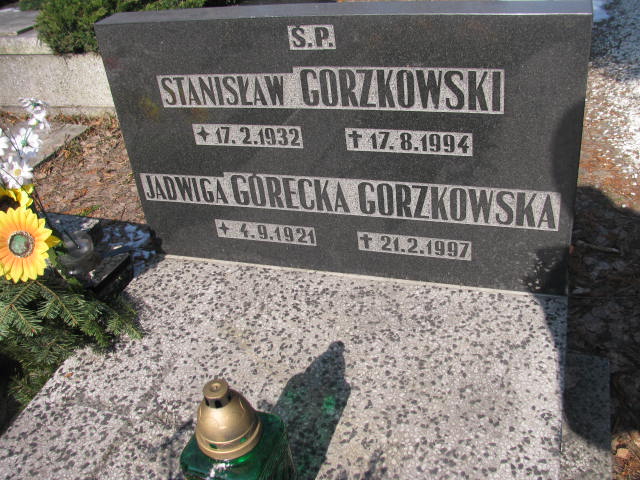 Ś.P.
STANISŁAW GORZKOWSKI
✦ 17.2.1932 ✝ 17.8.1994
JADWIGA GÓRECKA GORZKOWSKA
✦ 4.9.1921 ✝ 21.2.1997